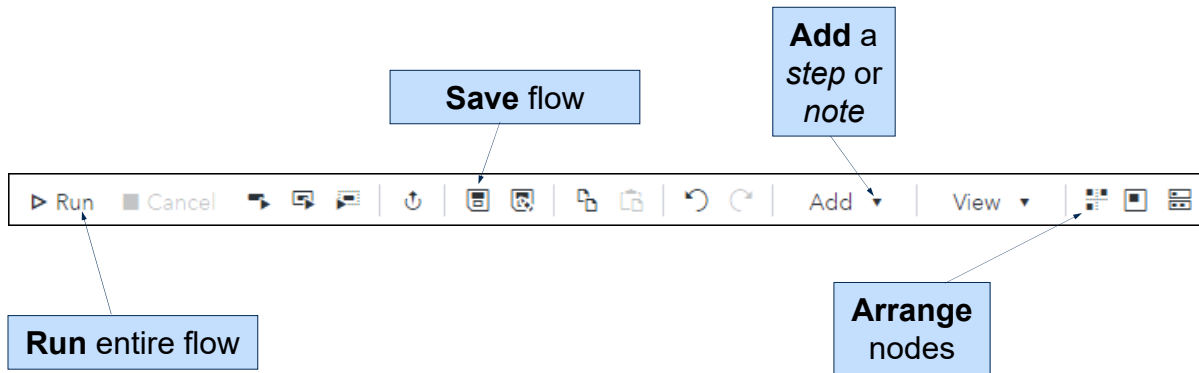 Add a
step or
note
Save flow
Run Cancel Add View
Run entire flow
Arrange
nodes